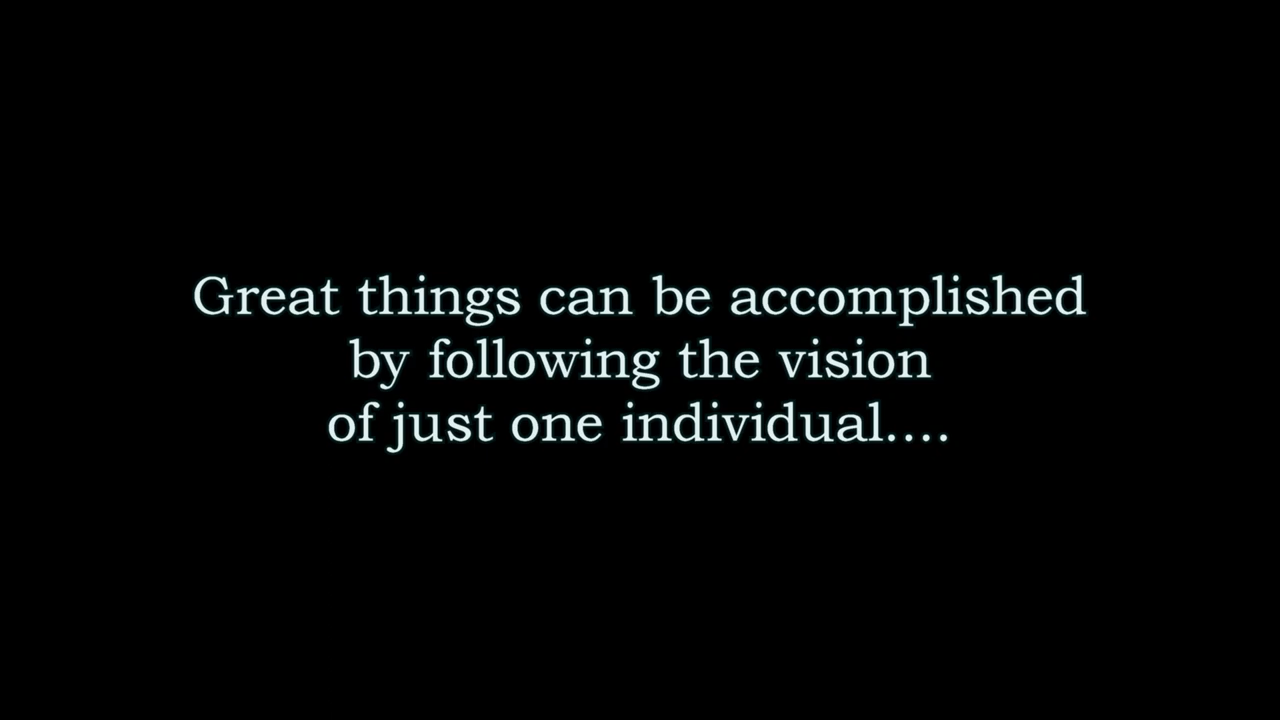 Great things can be accomplished
by following the vision
of just one individual....